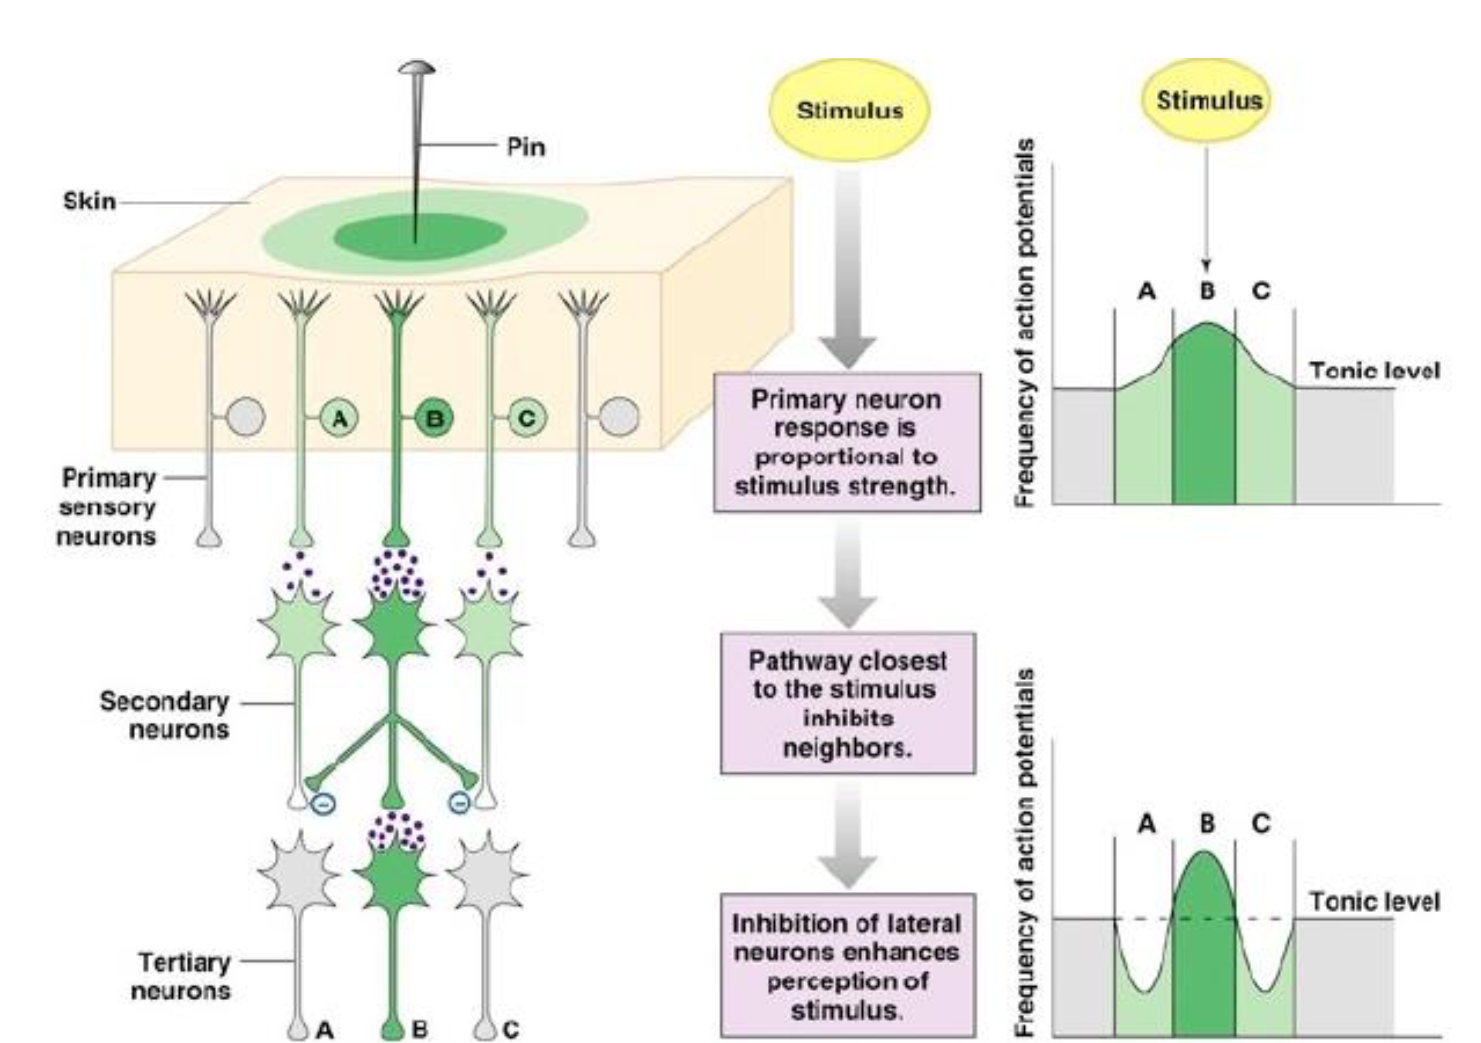 Pin
Skin
A
B
C
Primary
sensory
neurons
Secondary
neurons
−
−
Tertiary
neurons
A
B
C
Stimulus
Primary neuron
response is
proportional to
stimulus strength.
Pathway closest
to the stimulus
inhibits
neighbors.
Inhibition of lateral
neurons enhances
perception of
stimulus.
Stimulus
Frequency of action potentials
A
B
C
Tonic level
Frequency of action potentials
A
B
C
Tonic level